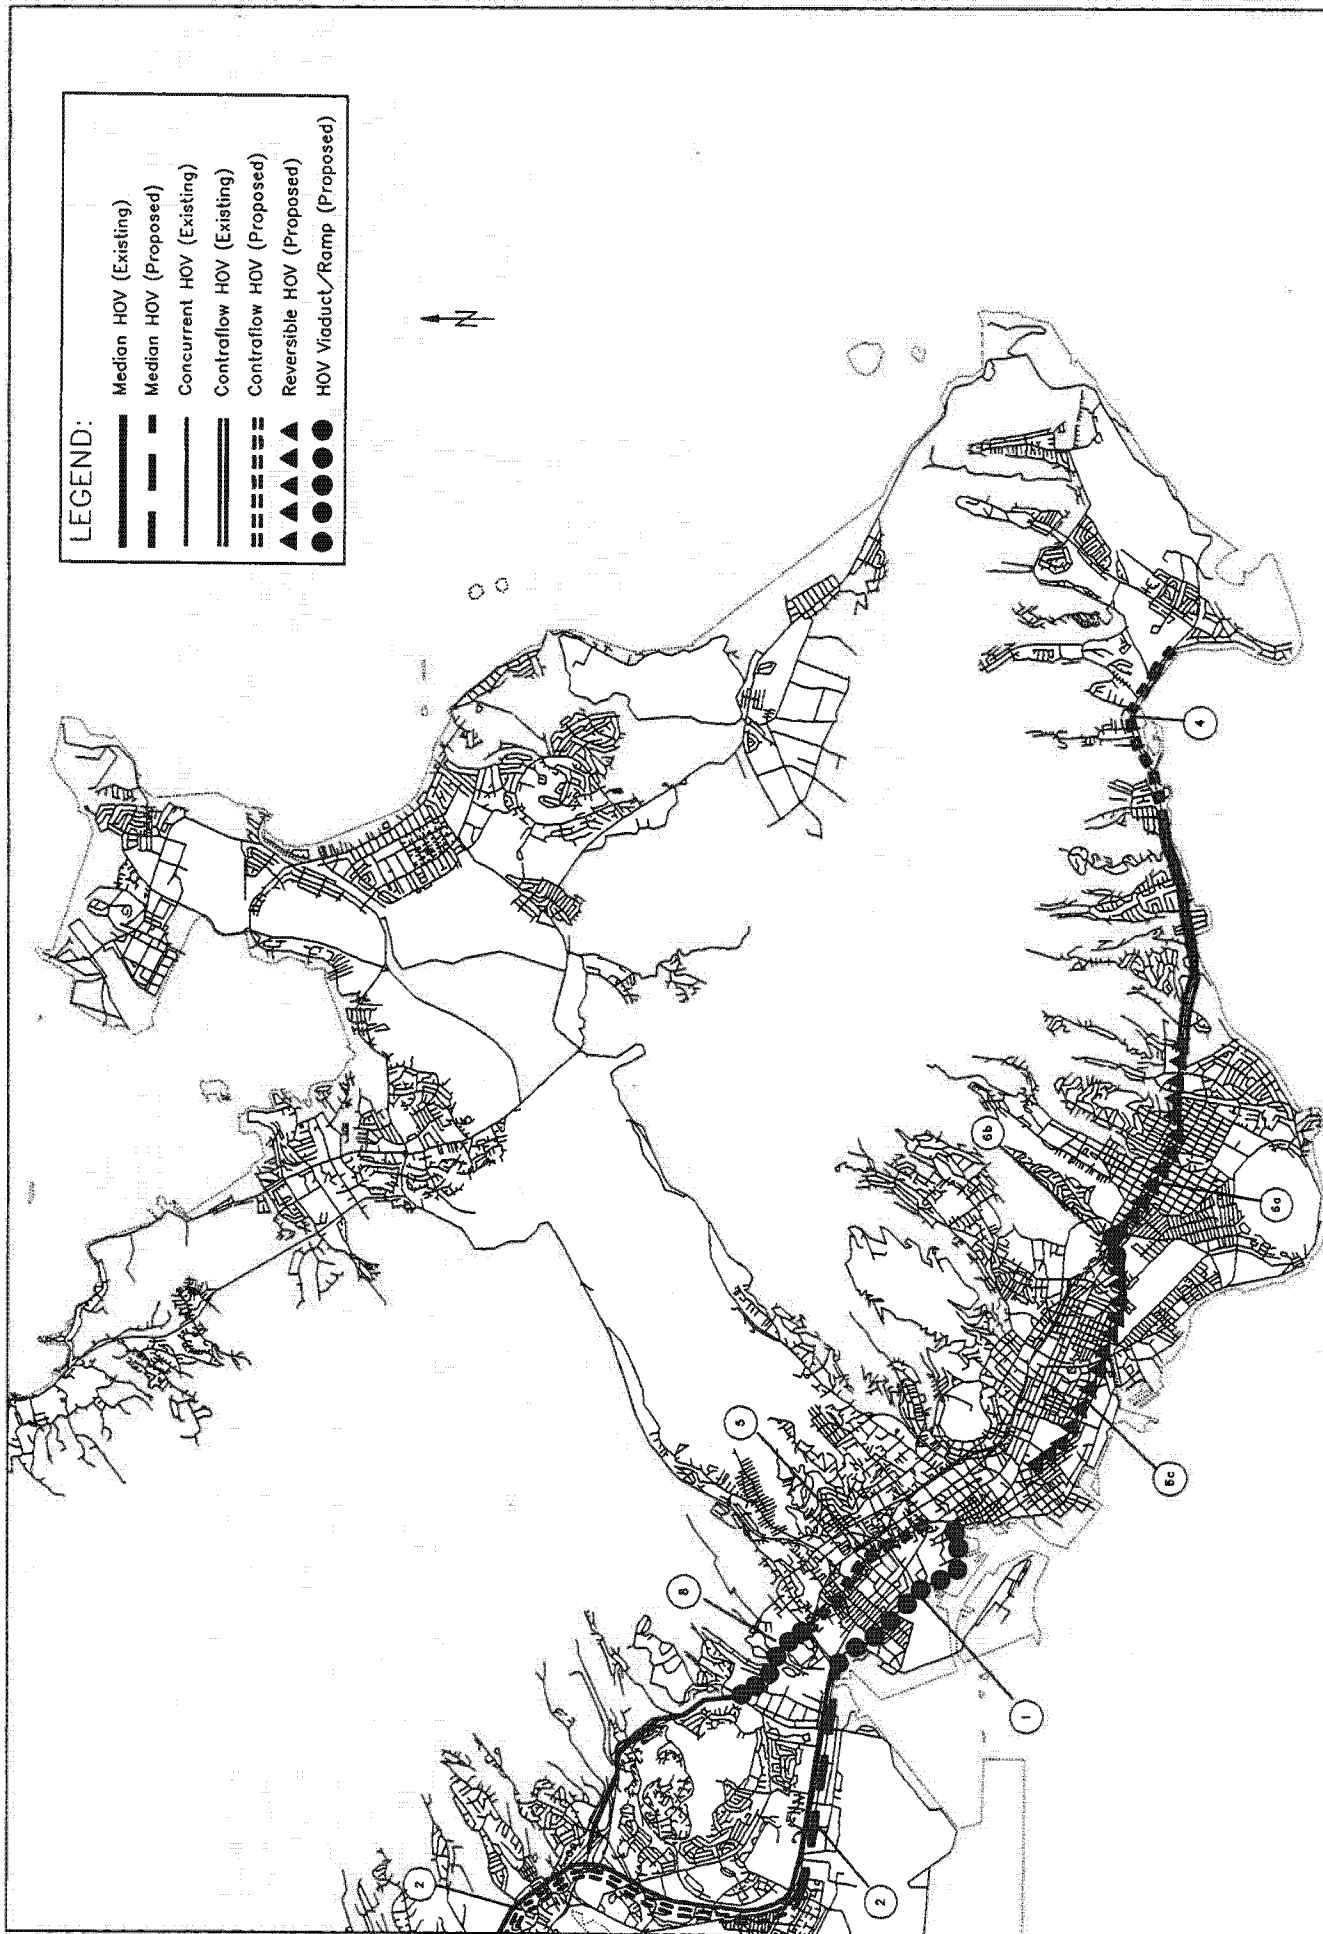 LEGEND:
Median HOV (Existing)
Median HOV (Proposed)
Concurrent HOV (Existing)
Contraflow HOV (Existing)
Contraflow HOV (Proposed)
Reversible HOV (Proposed)
HOV Viaduct/Ramp (Proposed)
N
4
6b
6a
5
6c
8
1
2
2